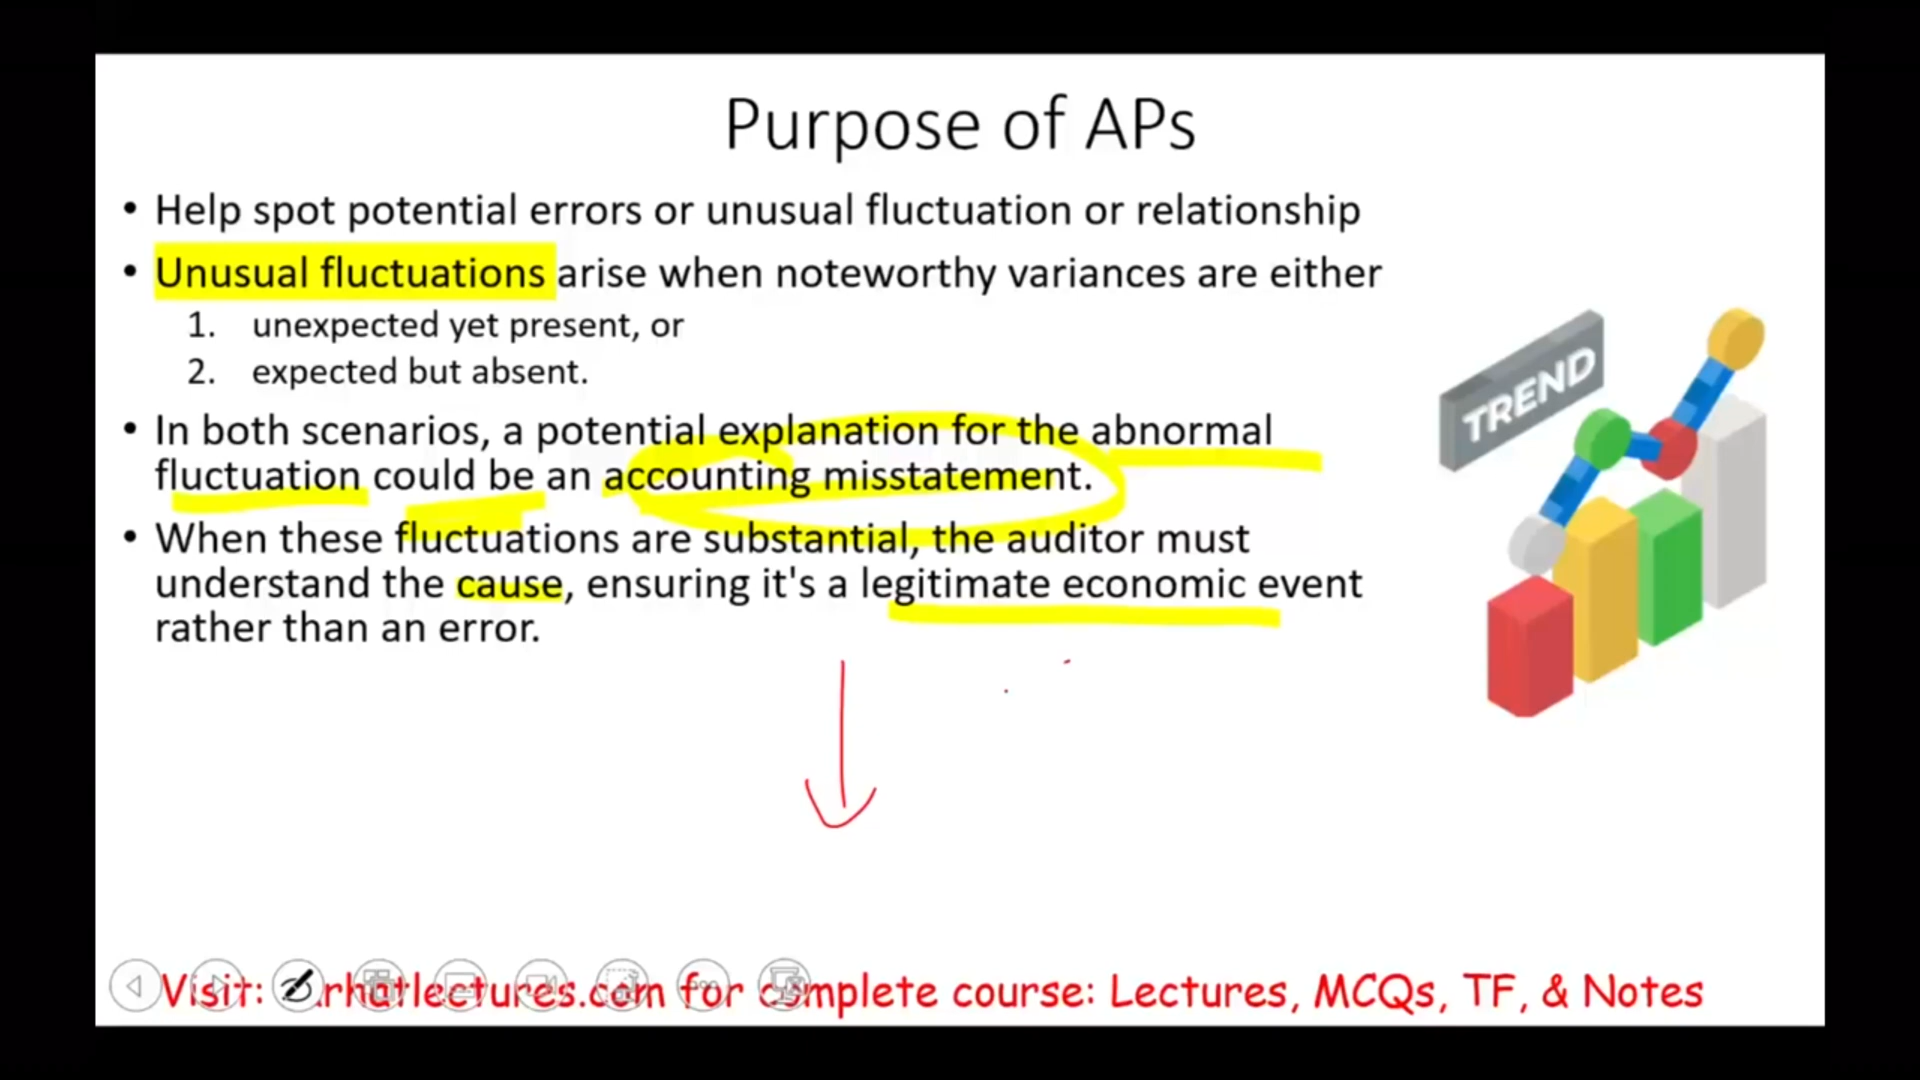 Purpose of APs
• Help spot potential errors or unusual fluctuation or relationship
• Unusual fluctuations arise when noteworthy variances are either
1. unexpected yet present, or
2. expected but absent.
• In both scenarios, a potential explanation for the abnormal
fluctuation could be an accounting misstatement.
• When these fluctuations are substantial, the auditor must
understand the cause, ensuring it's a legitimate economic event
rather than an error.
TREND
Visit: for complete course: Lectures, MCQs, TF, & Notes